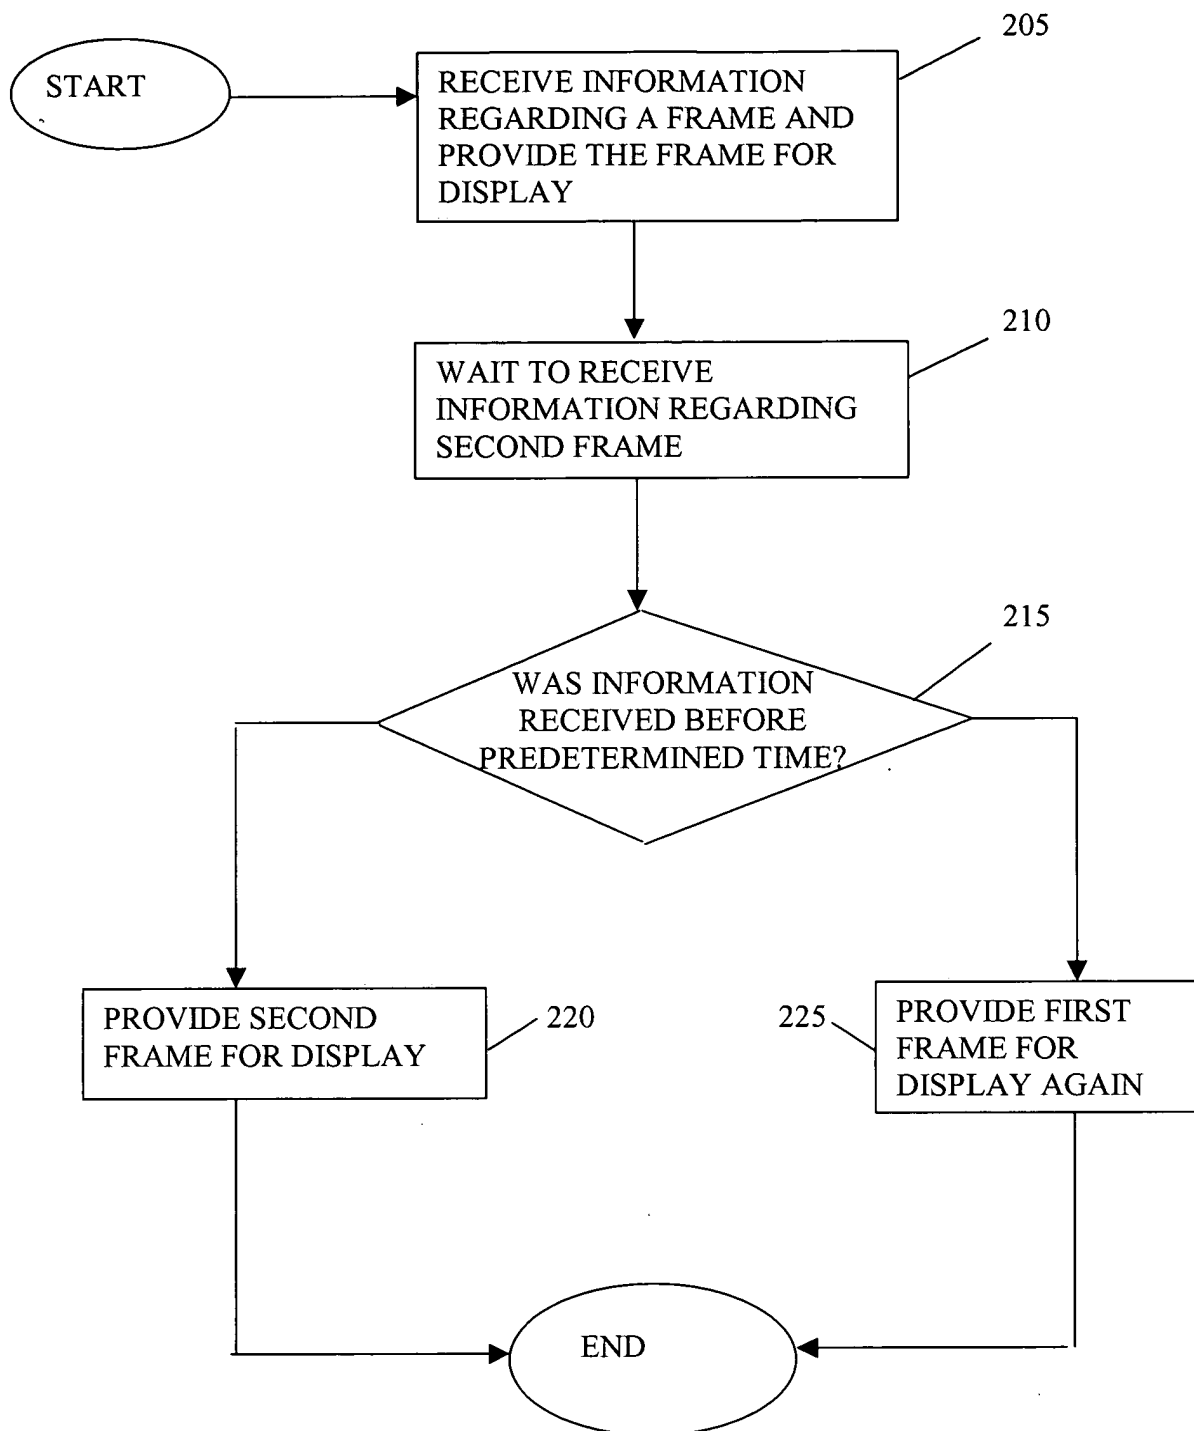 START
205
RECEIVE INFORMATION
REGARDING A FRAME AND
PROVIDE THE FRAME FOR
DISPLAY
210
WAIT TO RECEIVE
INFORMATION REGARDING
SECOND FRAME
215
WAS INFORMATION
RECEIVED BEFORE
PREDETERMINED TIME?
PROVIDE SECOND
FRAME FOR DISPLAY
220
225
PROVIDE FIRST
FRAME FOR
DISPLAY AGAIN
END